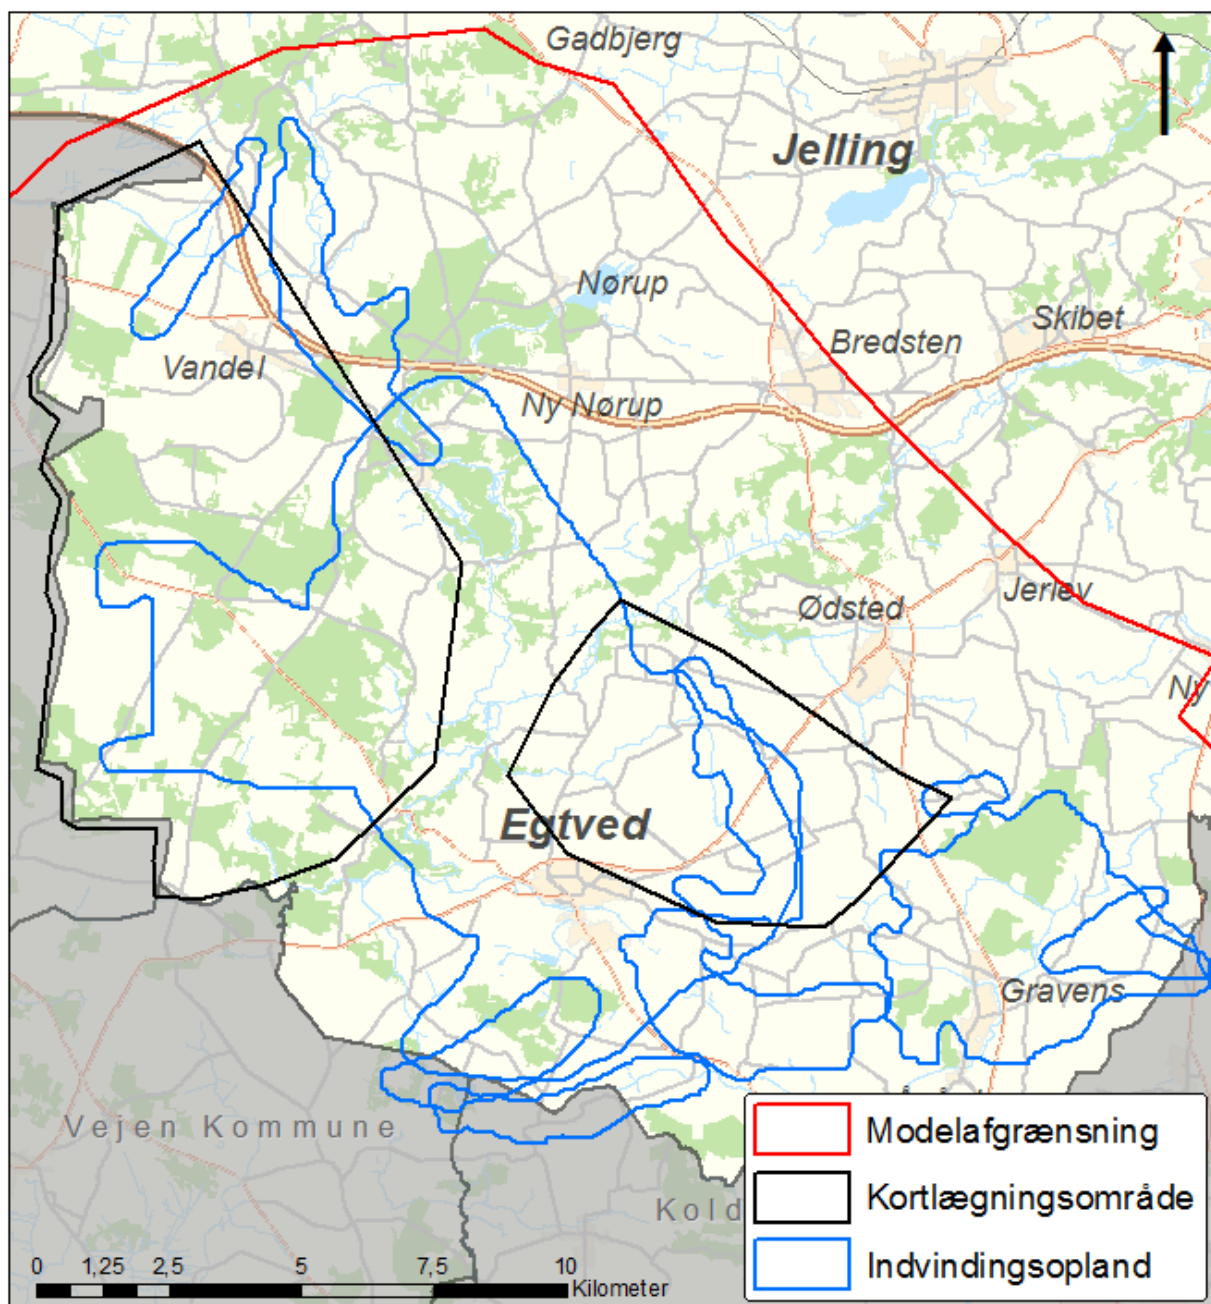 Gadbjerg
Jelling
Nørup
Skibet
Bredsten
Vandel
Ny Nørup
Jerlev
Ødsted
Ny
Egtved
Gravens
Vejen Kommune
Kold
Modelafgrænsning
Kortlægningsområde
Indvindingsopland
0 1,25 2,5 5 7,5 10
Kilometer